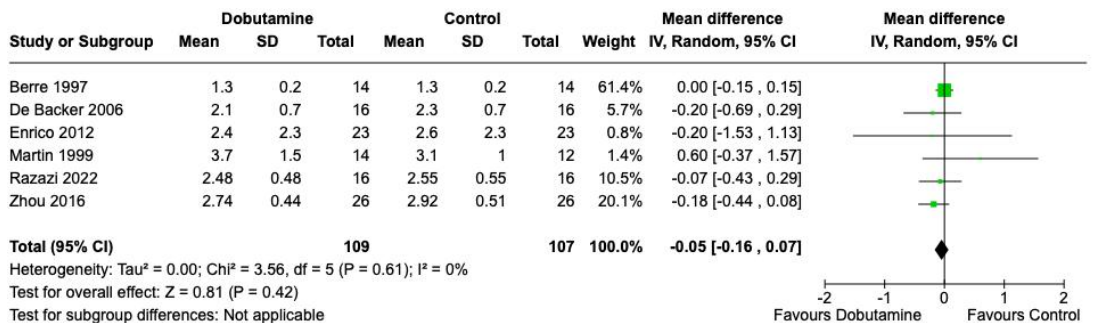 Dobutamine Control Mean difference Mean difference
Study or Subgroup Mean SD Total Mean SD Total Weight IV, Random, 95% CI IV, Random, 95% CI
Berre 1997 1.3 0.2 14 1.3 0.2 14 61.4% 0.00 [-0.15 , 0.15]
De Backer 2006 2.1 0.7 16 2.3 0.7 16 5.7% -0.20 [-0.69 , 0.29]
Enrico 2012 2.4 2.3 23 2.6 2.3 23 0.8% -0.20 [-1.53 , 1.13]
Martin 1999 3.7 1.5 14 3.1 1 12 1.4% 0.60 [-0.37 , 1.57]
Razazi 2022 2.48 0.48 16 2.55 0.55 16 10.5% -0.07 [-0.43 , 0.29]
Zhou 2016 2.74 0.44 26 2.92 0.51 26 20.1% -0.18 [-0.44 , 0.08]
Total (95% CI) 109 107 100.0% -0.05 [-0.16 , 0.07]
Heterogeneity: Tau² = 0.00; Chi² = 3.56, df = 5 (P = 0.61); I² = 0%
Test for overall effect: Z = 0.81 (P = 0.42)
-2 -1 0 1 2
Test for subgroup differences: Not applicable Favours Dobutamine Favours Control